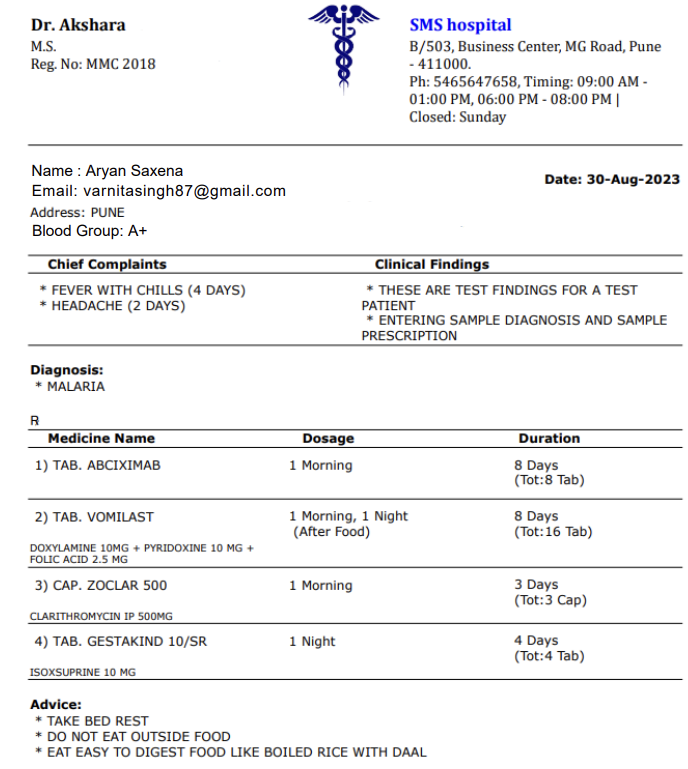 Dr. Akshara
M.S.
Reg. No: MMC 2018
SMS hospital
B/503, Business Center, MG Road, Pune
- 411000.
Ph: 5465647658, Timing: 09:00 AM -
01:00 PM, 06:00 PM - 08:00 PM |
Closed: Sunday
Name : Aryan Saxena
Email: varnitasingh87@gmail.com
Address: PUNE
Blood Group: A+
Date: 30-Aug-2023
Chief Complaints
* FEVER WITH CHILLS (4 DAYS)
* HEADACHE (2 DAYS)
Clinical Findings
* THESE ARE TEST FINDINGS FOR A TEST
PATIENT
* ENTERING SAMPLE DIAGNOSIS AND SAMPLE
PRESCRIPTION
Diagnosis:
* MALARIA
℞
Medicine Name Dosage Duration
1) TAB. ABCIXIMAB 1 Morning 8 Days
(Tot:8 Tab)
2) TAB. VOMILAST 1 Morning, 1 Night 8 Days
(After Food) (Tot:16 Tab)
DOXYLAMINE 10MG + PYRIDOXINE 10 MG +
FOLIC ACID 2.5 MG
3) CAP. ZOCLAR 500 1 Morning 3 Days
(Tot:3 Cap)
CLARITHROMYCIN IP 500MG
4) TAB. GESTAKIND 10/SR 1 Night 4 Days
(Tot:4 Tab)
ISOXSUPRINE 10 MG
Advice:
* TAKE BED REST
* DO NOT EAT OUTSIDE FOOD
* EAT EASY TO DIGEST FOOD LIKE BOILED RICE WITH DAAL